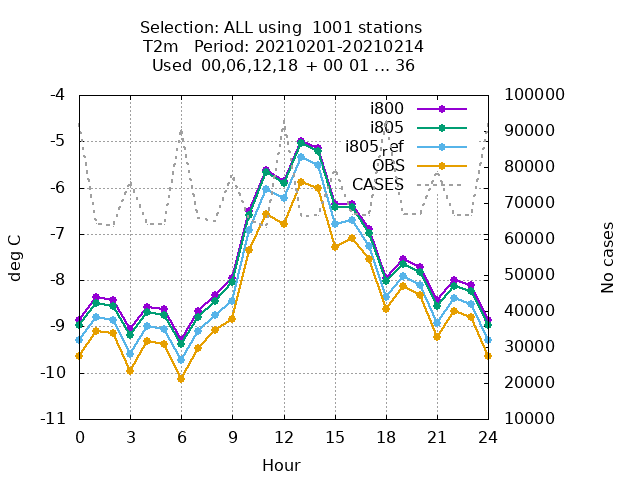 Selection: ALL using  1001 stations
T2m   Period: 20210201-20210214
Used  00,06,12,18 + 00 01 ... 36
-4
-5
-6
-7
-8
-9
-10
-11
deg C
100000
90000
80000
70000
60000
50000
40000
30000
20000
10000
No cases
i800
i805
i805ref
OBS
CASES
0 3 6 9 12 15 18 21 24
Hour